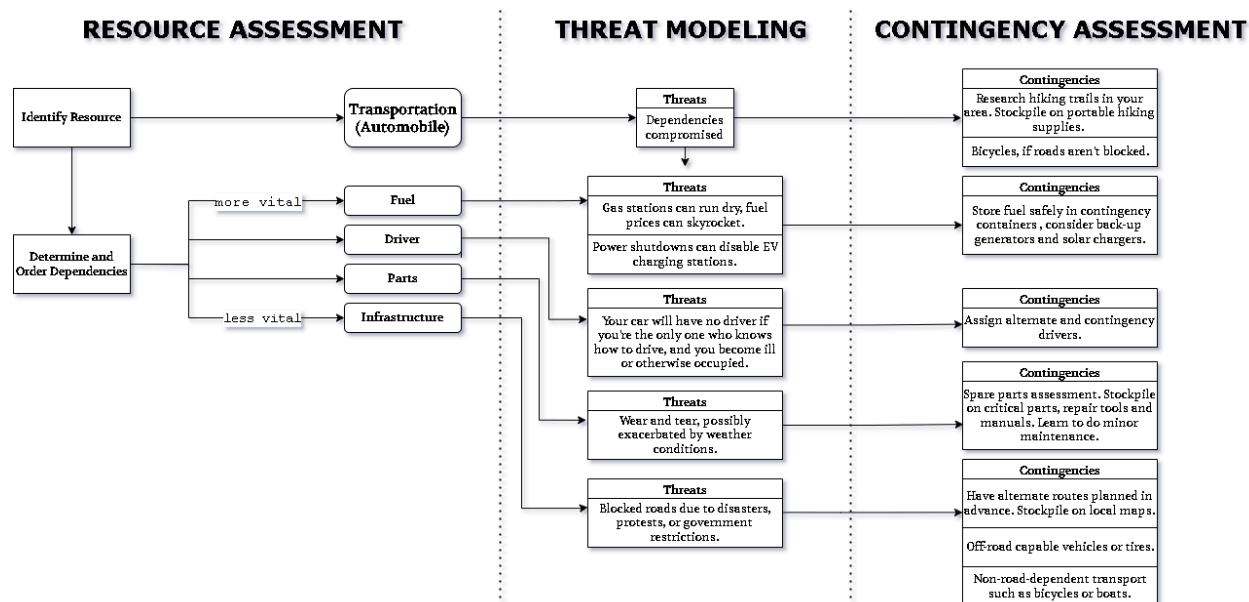 RESOURCE ASSESSMENT
THREAT MODELING
CONTINGENCY ASSESSMENT
Identify Resource
Transportation
(Automobile)
Threats
Dependencies
compromised
Contingencies
Research hiking trails in your
area. Stockpile on portable hiking
supplies.
Bicycles, if roads aren't blocked.
Determine and
Order Dependencies
more vital
less vital
Fuel
Driver
Parts
Infrastructure
Threats
Gas stations can run dry, fuel
prices can skyrocket.
Power shutdowns can disable EV
charging stations.
Contingencies
Store fuel safely in contingency
containers , consider back-up
generators and solar chargers.
Threats
Your car will have no driver if
you're the only one who knows
how to drive, and you become ill
or otherwise occupied.
Contingencies
Assign alternate and contingency
drivers.
Threats
Wear and tear, possibly
exacerbated by weather
conditions.
Contingencies
Spare parts assessment. Stockpile
on critical parts, repair tools and
manuals. Learn to do minor
maintenance.
Threats
Blocked roads due to disasters,
protests, or government
restrictions.
Contingencies
Have alternate routes planned in
advance. Stockpile on local maps.
Off-road capable vehicles or tires.
Non-road-dependent transport
such as bicycles or boats.